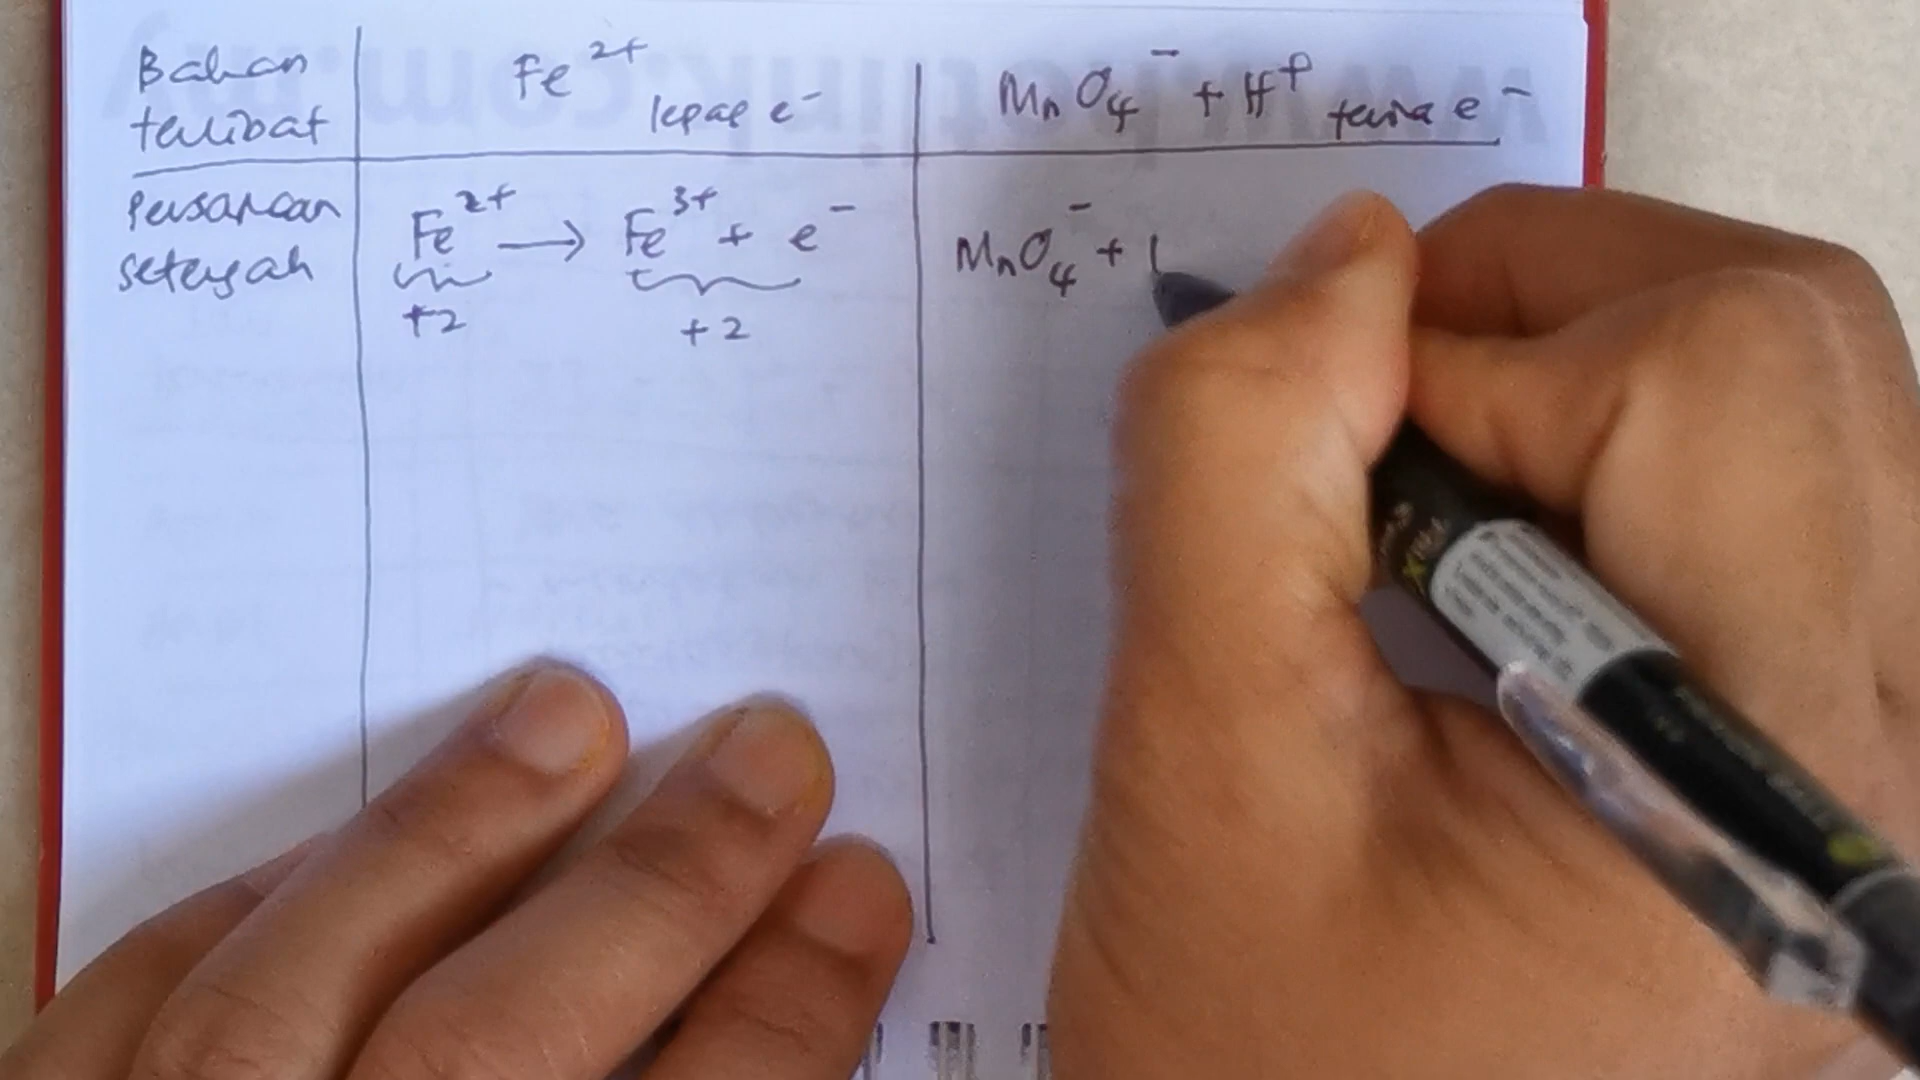 Bahan
terlibat
Fe²⁺
lepas e⁻
MnO₄⁻ + H⁺
terima e⁻
Persamaan
setengah
Fe²⁺ → Fe³⁺ + e⁻
+2
+2
MnO₄⁻ +